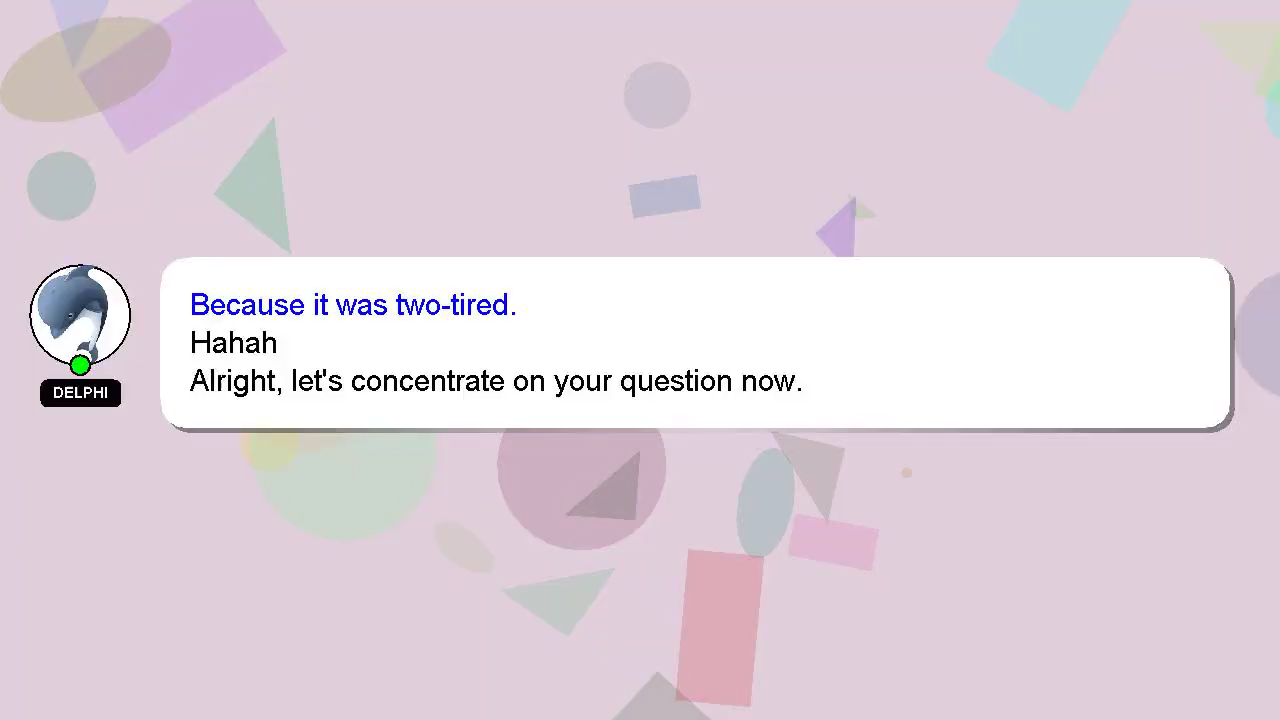 Because it was two-tired.
Hahah
Alright, let's concentrate on your question now.
DELPHI